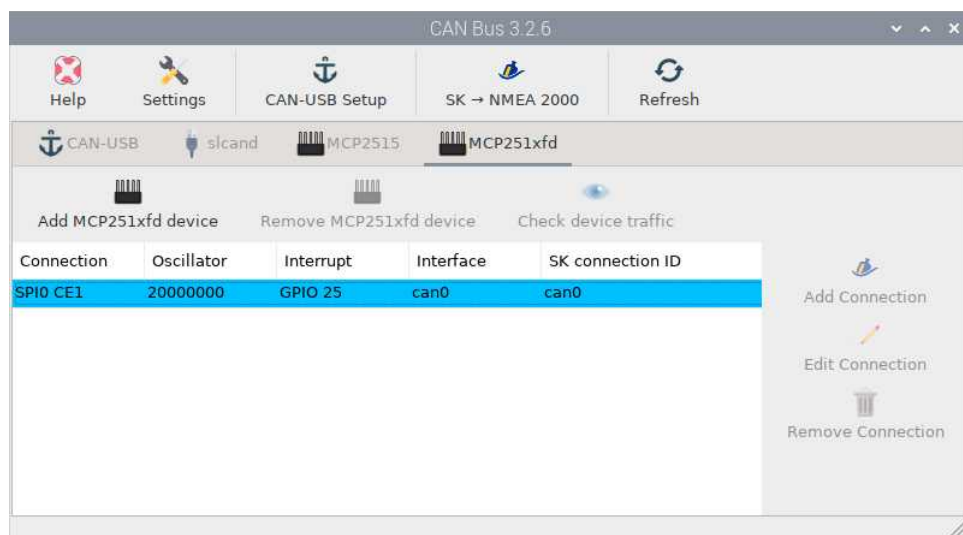 CAN Bus 3.2.6
Help Settings CAN-USB Setup SK → NMEA 2000 Refresh
CAN-USB slcand MCP2515 MCP251xfd
Add MCP251xfd device Remove MCP251xfd device Check device traffic
Connection Oscillator Interrupt Interface SK connection ID
SPI0 CE1 20000000 GPIO 25 can0 can0
Add Connection
Edit Connection
Remove Connection